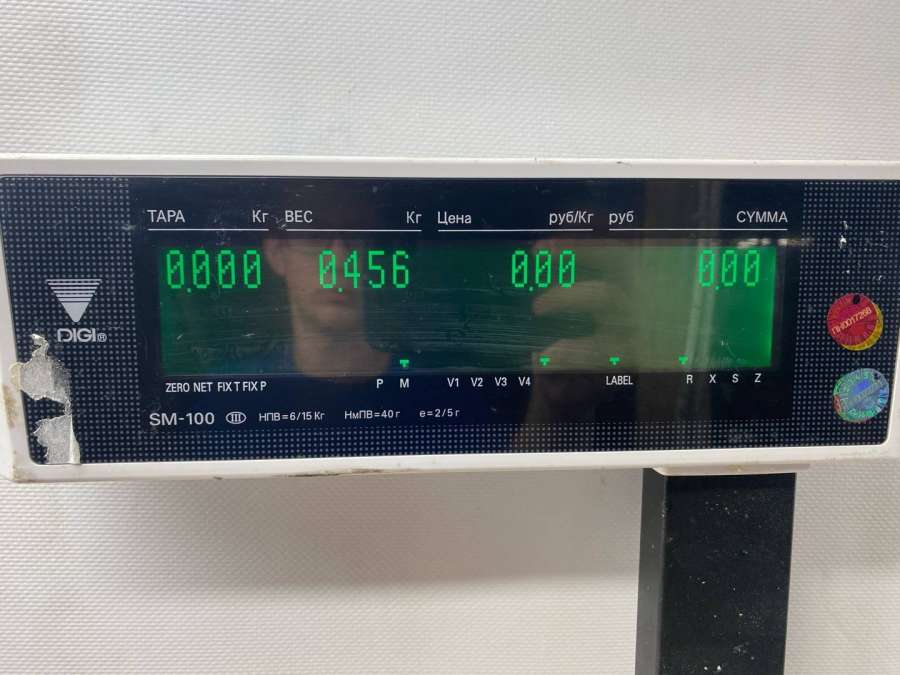 ТАРА Кг ВЕС Кг Цена руб/Кг руб СУММА
0.000 0.456 0.00 0.00
DIGI®
ZERO NET FIX T FIX P P M V1 V2 V3 V4 LABEL R X S Z
SM-100 III НПВ=6/15 Кг НмПВ=40 г e=2/5 г